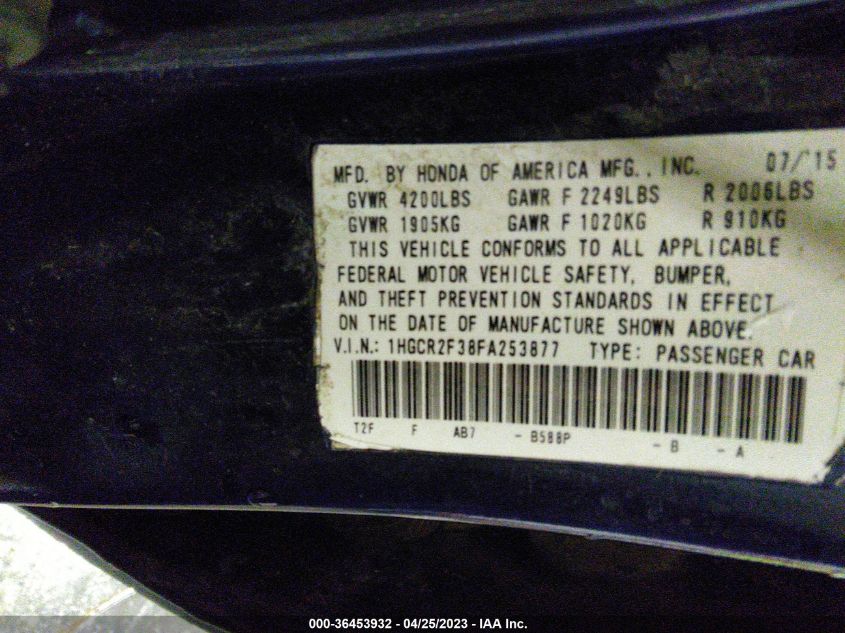 MFD. BY HONDA OF AMERICA MFG., INC. 07/'15
GVWR 4200LBS GAWR F 2249LBS R 2006LBS
GVWR 1905KG GAWR F 1020KG R 910KG
THIS VEHICLE CONFORMS TO ALL APPLICABLE
FEDERAL MOTOR VEHICLE SAFETY, BUMPER,
AND THEFT PREVENTION STANDARDS IN EFFECT
ON THE DATE OF MANUFACTURE SHOWN ABOVE.
V.I.N.: 1HGCR2F38FA253877 TYPE: PASSENGER CAR
T2F F AB7 - B588P - B - A
000-36453932 - 04/25/2023 - IAA Inc.